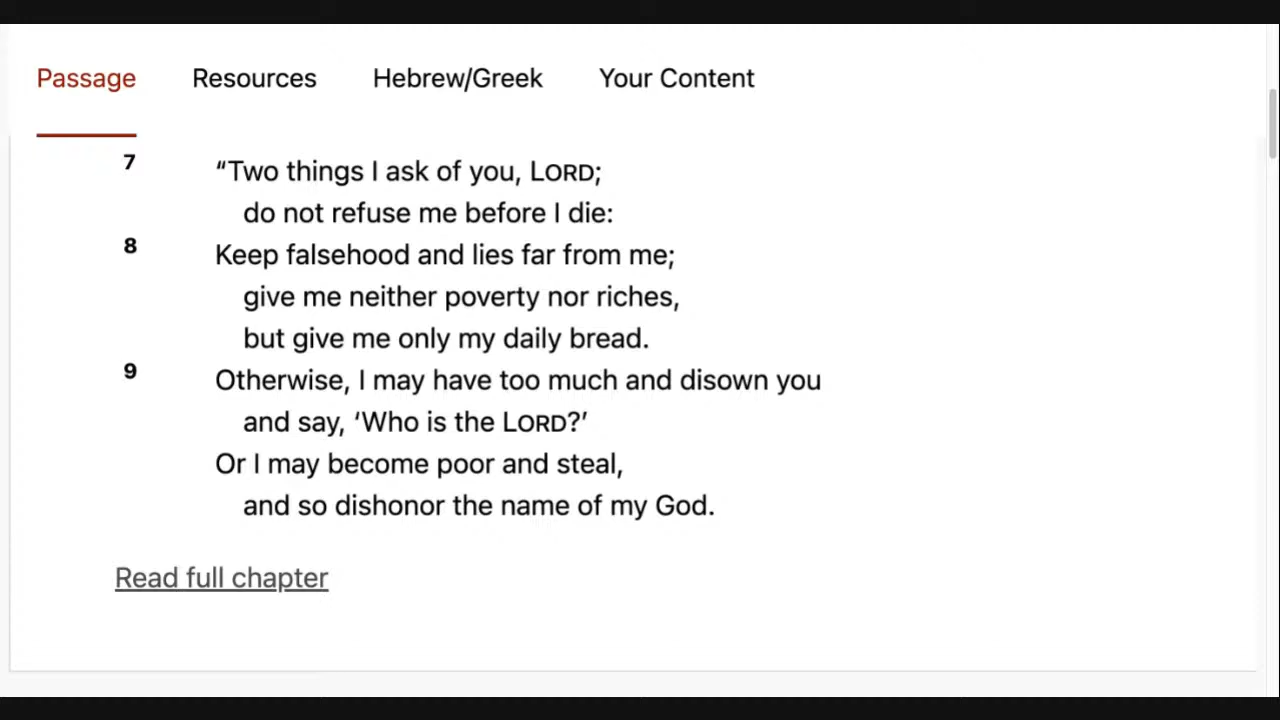 Passage Resources Hebrew/Greek Your Content
7 “Two things I ask of you, LORD;
do not refuse me before I die:
8 Keep falsehood and lies far from me;
give me neither poverty nor riches,
but give me only my daily bread.
9 Otherwise, I may have too much and disown you
and say, ‘Who is the LORD?’
Or I may become poor and steal,
and so dishonor the name of my God.
Read full chapter